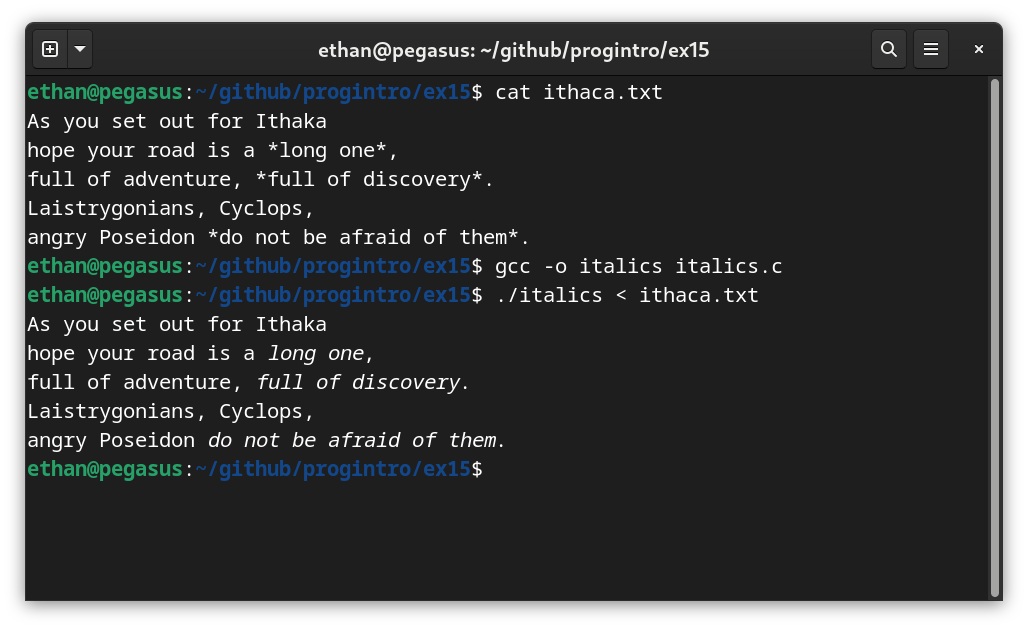 ethan@pegasus: ~/github/progintro/ex15
ethan@pegasus:~/github/progintro/ex15$ cat ithaca.txt
As you set out for Ithaka
hope your road is a *long one*,
full of adventure, *full of discovery*.
Laistrygonians, Cyclops,
angry Poseidon *do not be afraid of them*.
ethan@pegasus:~/github/progintro/ex15$ gcc -o italics italics.c
ethan@pegasus:~/github/progintro/ex15$ ./italics < ithaca.txt
As you set out for Ithaka
hope your road is a long one,
full of adventure, full of discovery.
Laistrygonians, Cyclops,
angry Poseidon do not be afraid of them.
ethan@pegasus:~/github/progintro/ex15$